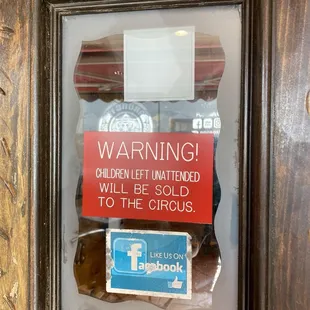 WARNING!
CHILDREN LEFT UNATTENDED
WILL BE SOLD
TO THE CIRCUS.
LIKE US ON
facebook